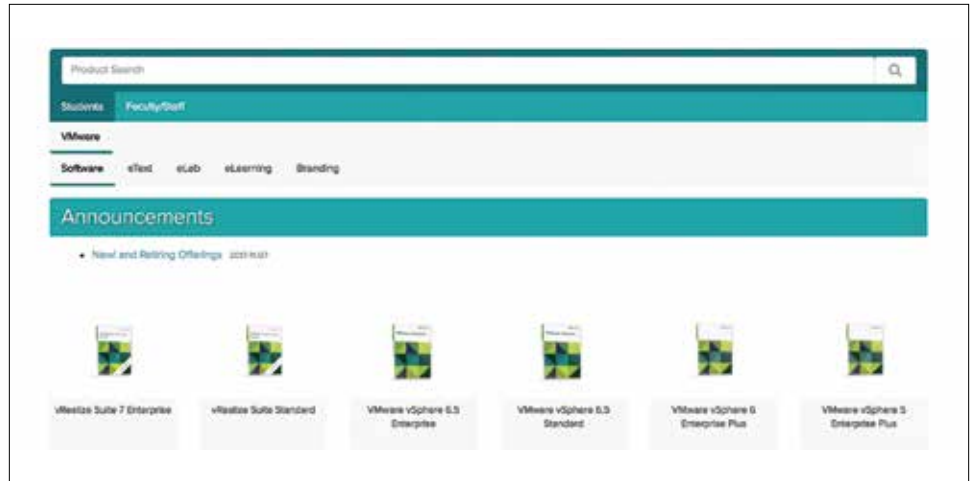 Product Search
Students Faculty/Staff
VMware
Software eText eLab eLearning Branding
Announcements
New! and Retiring Offerings
vRealize Suite 7 Enterprise
vRealize Suite Standard
VMware vSphere 6.5
Enterprise
VMware vSphere 6.5
Standard
VMware vSphere 6
Enterprise Plus
VMware vSphere 5
Enterprise Plus